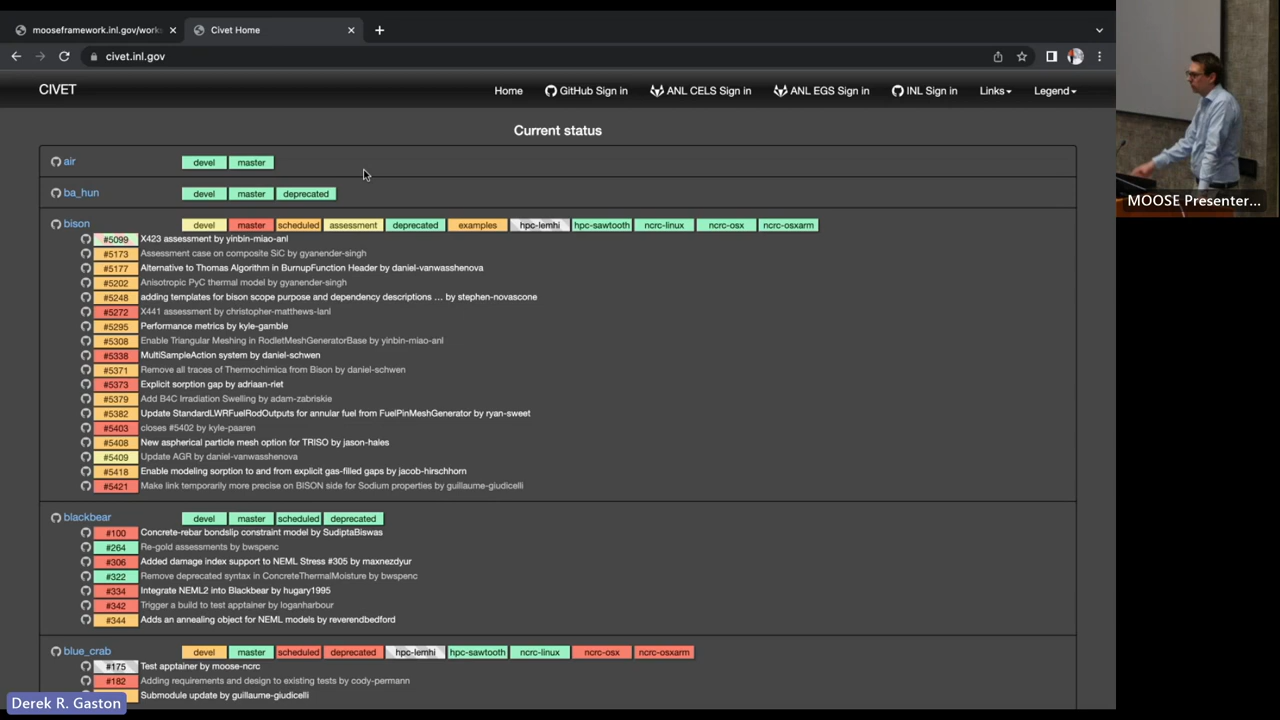 mooseframework.inl.gov/works
Civet Home
civet.inl.gov
CIVET
Home
GitHub Sign in
ANL CELS Sign in
ANL EGS Sign in
INL Sign in
Links
Legend
Current status
air devel master
ba_hun devel master deprecated
bison devel master scheduled assessment deprecated examples hpc-lemhi hpc-sawtooth ncrc-linux ncrc-osx ncrc-osxarm
#5099 X423 assessment by yinbin-miao-anl
#5173 Assessment case on composite SiC by gyanender-singh
#5177 Alternative to Thomas Algorithm in BurnupFunction Header by daniel-vanwasshenova
#5202 Anisotropic PyC thermal model by gyanender-singh
#5248 adding templates for bison scope purpose and dependency descriptions … by stephen-novascone
#5272 X441 assessment by christopher-matthews-lanl
#5295 Performance metrics by kyle-gamble
#5308 Enable Triangular Meshing in RodletMeshGeneratorBase by yinbin-miao-anl
#5338 MultiSampleAction system by daniel-schwen
#5371 Remove all traces of Thermochimica from Bison by daniel-schwen
#5373 Explicit sorption gap by adriaan-riet
#5379 Add B4C Irradiation Swelling by adam-zabriskie
#5382 Update StandardLWRFuelRodOutputs for annular fuel from FuelPinMeshGenerator by ryan-sweet
#5403 closes #5402 by kyle-paaren
#5408 New aspherical particle mesh option for TRISO by jason-hales
#5409 Update AGR by daniel-vanwasshenova
#5418 Enable modeling sorption to and from explicit gas-filled gaps by jacob-hirschhorn
#5421 Make link temporarily more precise on BISON side for Sodium properties by guillaume-giudicelli
blackbear devel master scheduled deprecated
#100 Concrete-rebar bondslip constraint model by SudiptaBiswas
#264 Re-gold assessments by bwspenc
#306 Added damage index support to NEML Stress #305 by maxnezdyur
#322 Remove deprecated syntax in ConcreteThermalMoisture by bwspenc
#334 Integrate NEML2 into Blackbear by hugary1995
#342 Trigger a build to test apptainer by loganharbour
#344 Adds an annealing object for NEML models by reverendbedford
blue_crab devel master scheduled deprecated hpc-lemhi hpc-sawtooth ncrc-linux ncrc-osx ncrc-osxarm
#175 Test apptainer by moose-ncrc
#182 Adding requirements and design to existing tests by cody-permann
Submodule update by guillaume-giudicelli
Derek R. Gaston
MOOSE Presenter...